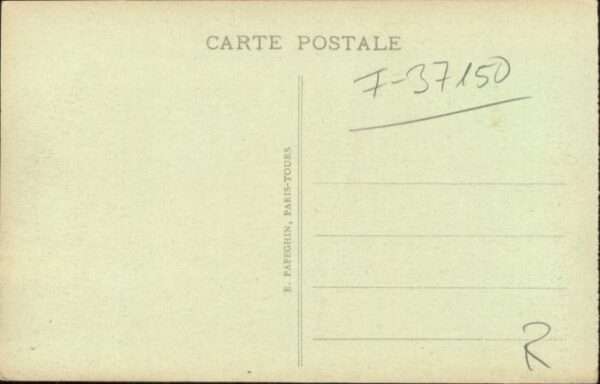 CARTE POSTALE
F-37150
E. PAPEGHIN, PARIS-TOURS
R